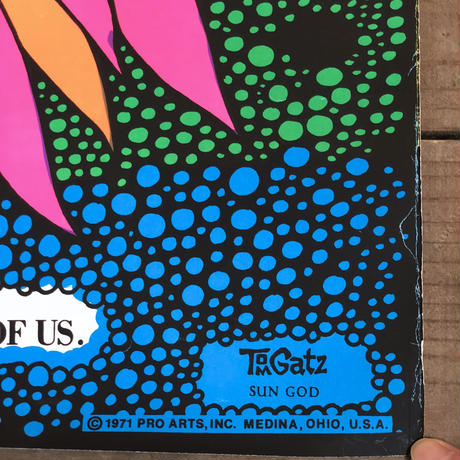 OF US.
Tom Gatz
SUN GOD
© 1971 PRO ARTS, INC. MEDINA, OHIO, U.S.A.